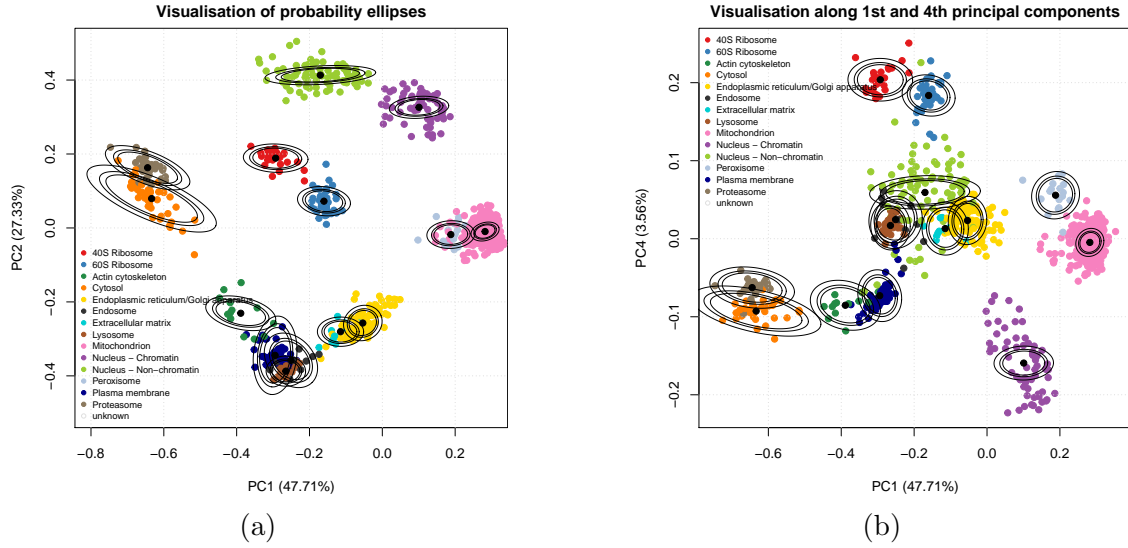 Visualisation of probability ellipses
PC2 (27.33%)
0.4
0.2
0.0
−0.2
−0.4
40S Ribosome
60S Ribosome
Actin cytoskeleton
Cytosol
Endoplasmic reticulum/Golgi apparatus
Endosome
Extracellular matrix
Lysosome
Mitochondrion
Nucleus − Chromatin
Nucleus − Non−chromatin
Peroxisome
Plasma membrane
Proteasome
unknown
−0.8 −0.6 −0.4 −0.2 0.0 0.2
PC1 (47.71%)
(a)
Visualisation along 1st and 4th principal components
PC4 (3.56%)
0.2
0.1
0.0
−0.1
−0.2
40S Ribosome
60S Ribosome
Actin cytoskeleton
Cytosol
Endoplasmic reticulum/Golgi apparatus
Endosome
Extracellular matrix
Lysosome
Mitochondrion
Nucleus − Chromatin
Nucleus − Non−chromatin
Peroxisome
Plasma membrane
Proteasome
unknown
−0.6 −0.4 −0.2 0.0 0.2
PC1 (47.71%)
(b)